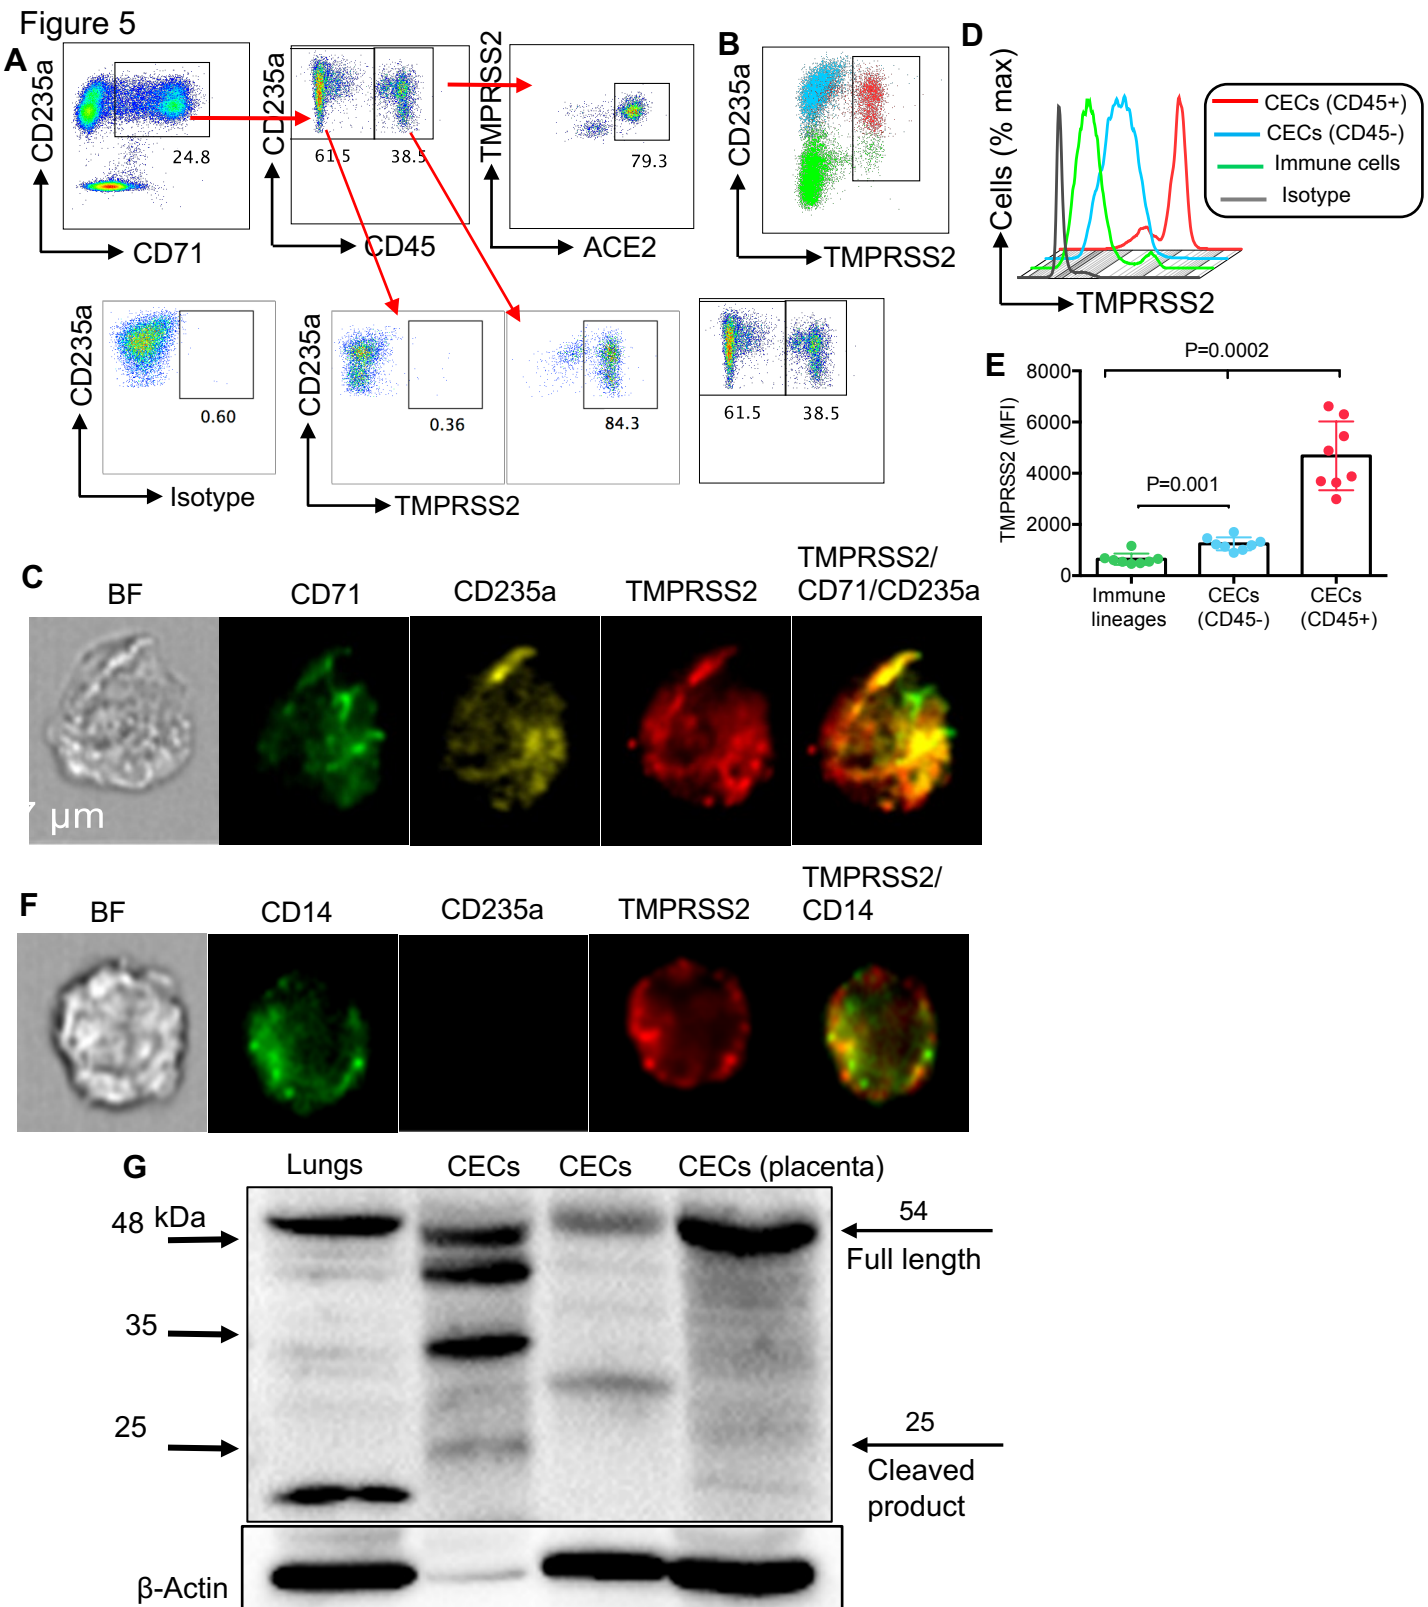 Figure 5
A
CD235a
CD71
24.8
CD235a
CD45
61.5
38.5
TMPRSS2
ACE2
79.3
B
CD235a
TMPRSS2
D
Cells (% max)
TMPRSS2
CECs (CD45+)
CECs (CD45-)
Immune cells
Isotype
CD235a
Isotype
0.60
CD235a
TMPRSS2
0.36
84.3
61.5
38.5
E
P=0.0002
P=0.001
TMPRSS2 (MFI)
8000
6000
4000
2000
0
Immune
lineages
CECs
(CD45-)
CECs
(CD45+)
C
BF
CD71
CD235a
TMPRSS2
TMPRSS2/
CD71/CD235a
7 µm
F
BF
CD14
CD235a
TMPRSS2
TMPRSS2/
CD14
G
Lungs
CECs
CECs
CECs (placenta)
48 kDa
35
25
54
Full length
25
Cleaved
product
β-Actin